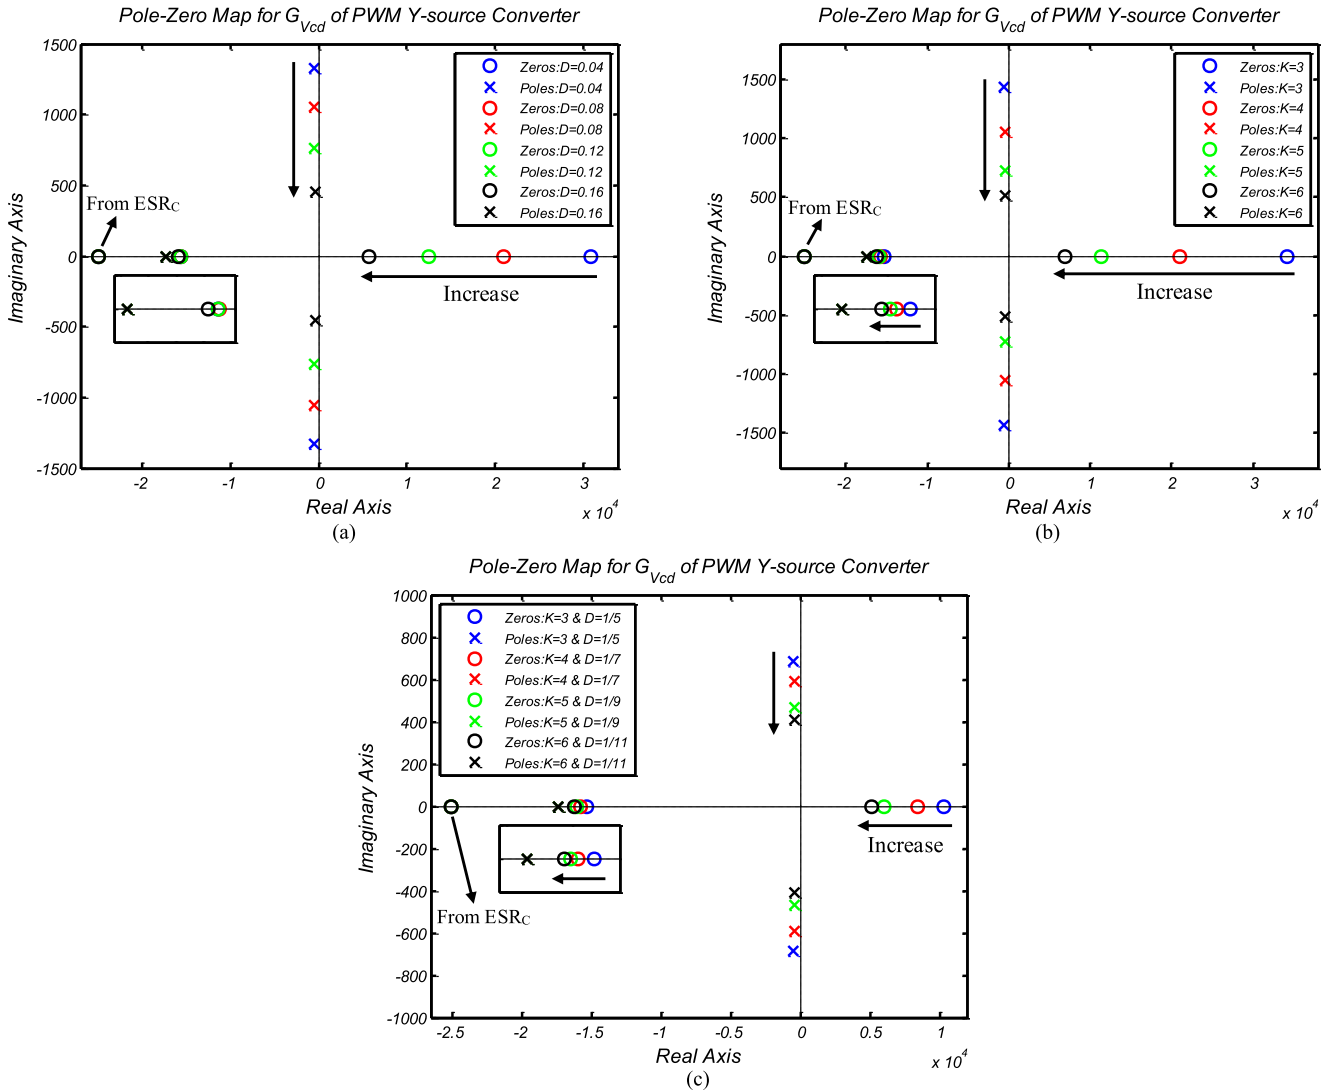 Pole-Zero Map for GVcd of PWM Y-source Converter
1500
1000
500
0
-500
-1000
-1500
Imaginary Axis
-2
-1
0
1
2
3
x 10^4
Real Axis
From ESRC
Increase
Zeros:D=0.04
Poles:D=0.04
Zeros:D=0.08
Poles:D=0.08
Zeros:D=0.12
Poles:D=0.12
Zeros:D=0.16
Poles:D=0.16
(a)
Pole-Zero Map for GVcd of PWM Y-source Converter
1500
1000
500
0
-500
-1000
-1500
Imaginary Axis
-2
-1
0
1
2
3
x 10^4
Real Axis
From ESRC
Increase
Zeros:K=3
Poles:K=3
Zeros:K=4
Poles:K=4
Zeros:K=5
Poles:K=5
Zeros:K=6
Poles:K=6
(b)
Pole-Zero Map for GVcd of PWM Y-source Converter
1000
800
600
400
200
0
-200
-400
-600
-800
-1000
Imaginary Axis
Zeros:K=3 & D=1/5
Poles:K=3 & D=1/5
Zeros:K=4 & D=1/7
Poles:K=4 & D=1/7
Zeros:K=5 & D=1/9
Poles:K=5 & D=1/9
Zeros:K=6 & D=1/11
Poles:K=6 & D=1/11
Increase
From ESRC
-2.5
-2
-1.5
-1
-0.5
0
0.5
1
x 10^4
Real Axis
(c)